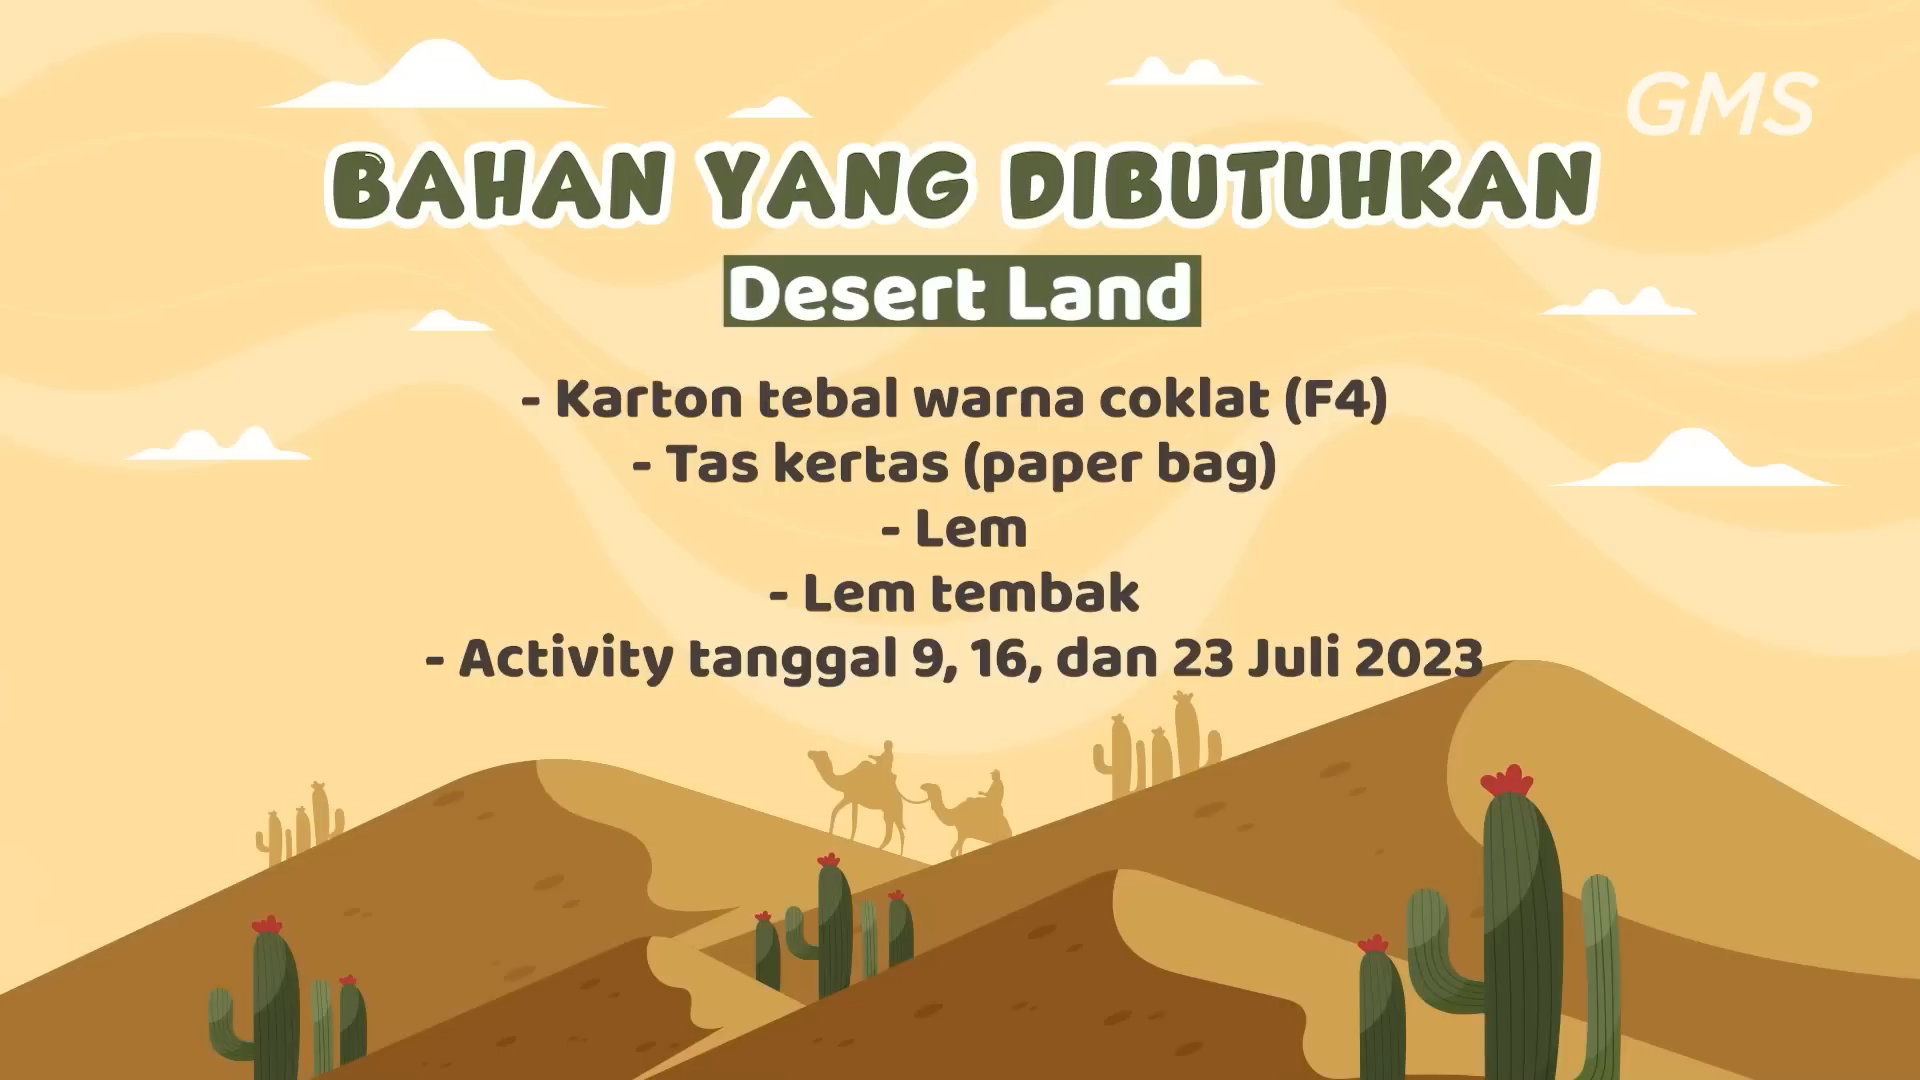 GMS
BAHAN YANG DIBUTUHKAN
Desert Land
- Karton tebal warna coklat (F4)
- Tas kertas (paper bag)
- Lem
- Lem tembak
- Activity tanggal 9, 16, dan 23 Juli 2023